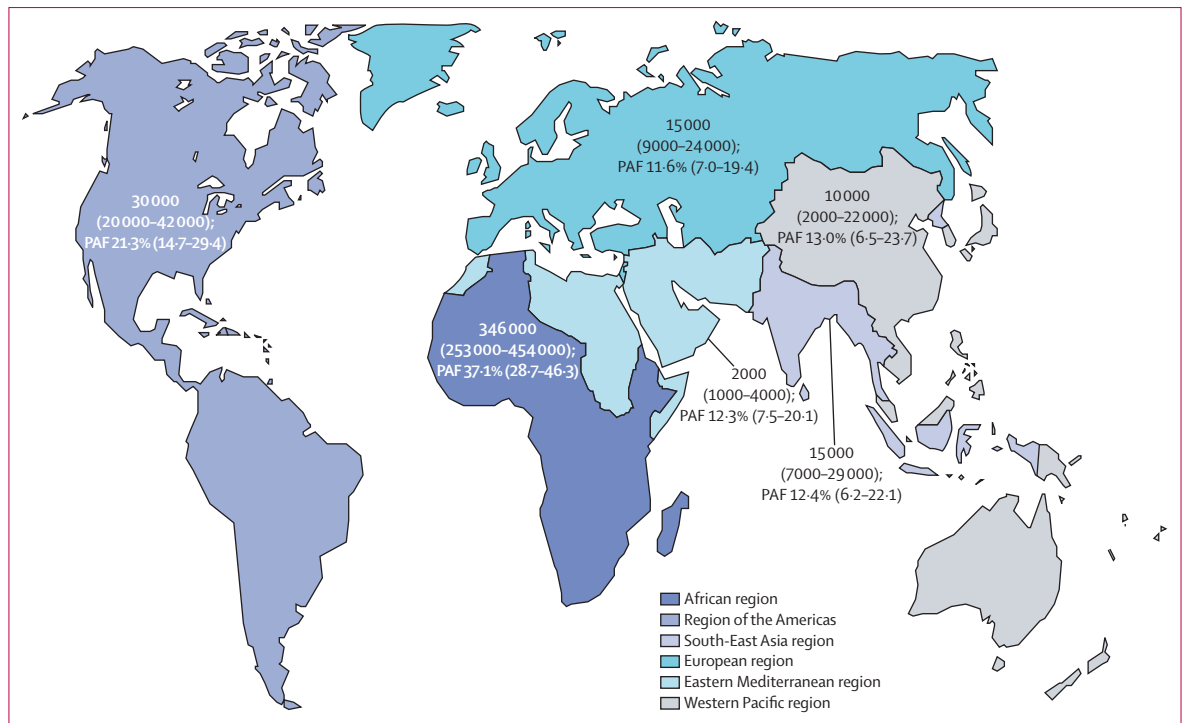 15 000
(9000–24 000);
PAF 11·6% (7·0–19·4)
30 000
(20 000–42 000);
PAF 21·3% (14·7–29·4)
10 000
(2000–22 000);
PAF 13·0% (6·5–23·7)
346 000
(253 000–454 000);
PAF 37·1% (28·7–46·3)
2000
(1000–4000);
PAF 12·3% (7·5–20·1)
15 000
(7000–29 000);
PAF 12·4% (6·2–22·1)
African region
Region of the Americas
South-East Asia region
European region
Eastern Mediterranean region
Western Pacific region